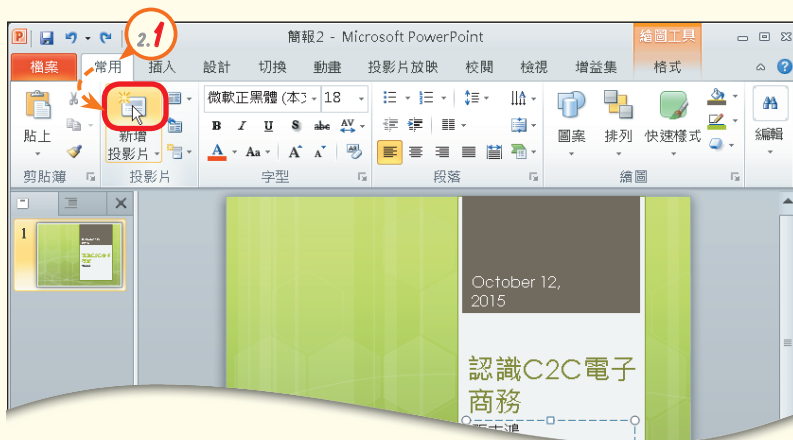 2.1
簡報2 - Microsoft PowerPoint
繪圖工具
檔案 常用 插入 設計 切換 動畫 投影片放映 校閱 檢視 增益集 格式
貼上
新增
投影片
微軟正黑體 (本文 18
B I U S abc AV
A Aa A A
圖案 排列 快速樣式
編輯
剪貼簿 投影片 字型 段落 繪圖
1
October 12,
2015
認識C2C電子
商務